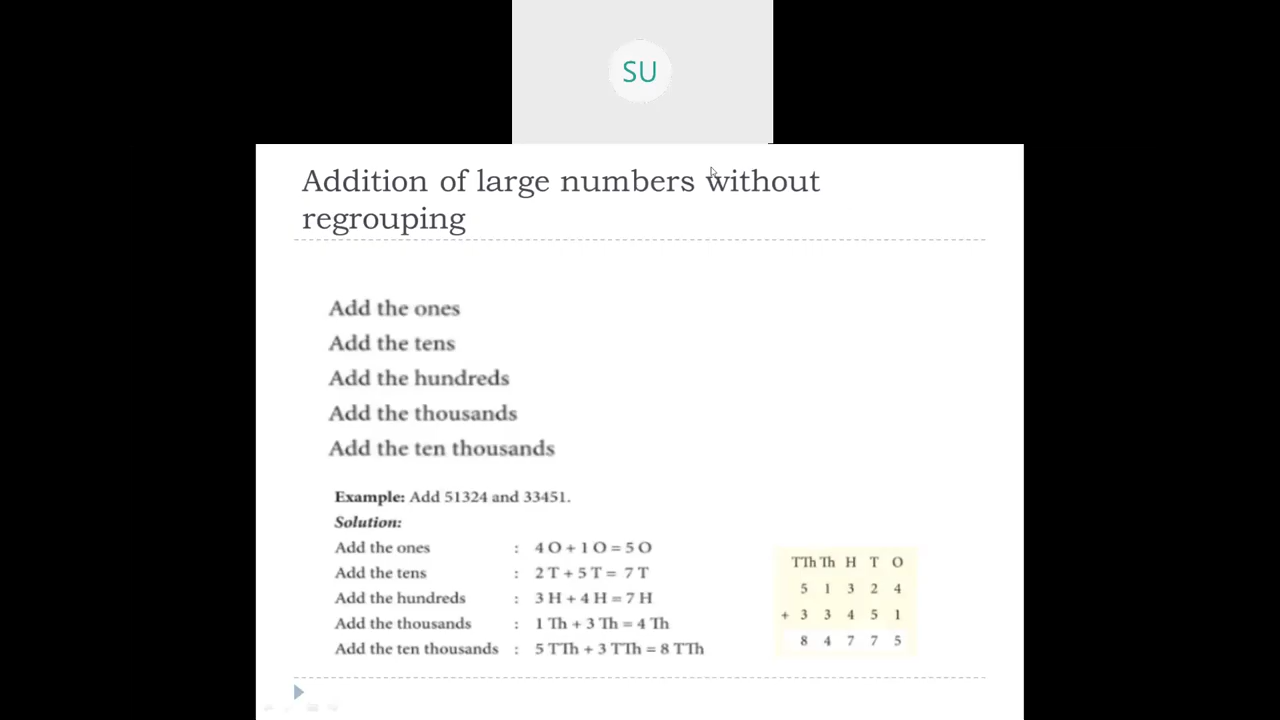 SU
Addition of large numbers without
regrouping
Add the ones
Add the tens
Add the hundreds
Add the thousands
Add the ten thousands
Example: Add 51324 and 33451.
Solution:
Add the ones : 4 O + 1 O = 5 O
Add the tens : 2 T + 5 T = 7 T
Add the hundreds : 3 H + 4 H = 7 H
Add the thousands : 1 Th + 3 Th = 4 Th
Add the ten thousands : 5 TTh + 3 TTh = 8 TTh
TTh Th H T O
5 1 3 2 4
+ 3 3 4 5 1
8 4 7 7 5